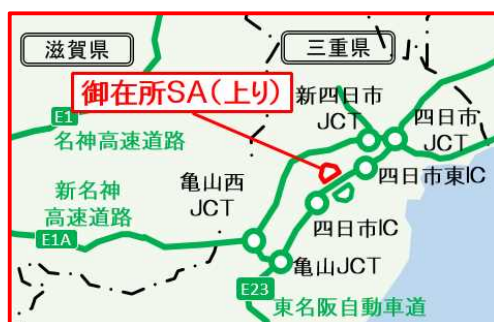 滋賀県
三重県
御在所SA(上り)
新四日市
JCT
四日市
JCT
E1
名神高速道路
四日市東IC
亀山西
JCT
新名神
高速道路
四日市IC
E1A
亀山JCT
E23
東名阪自動車道